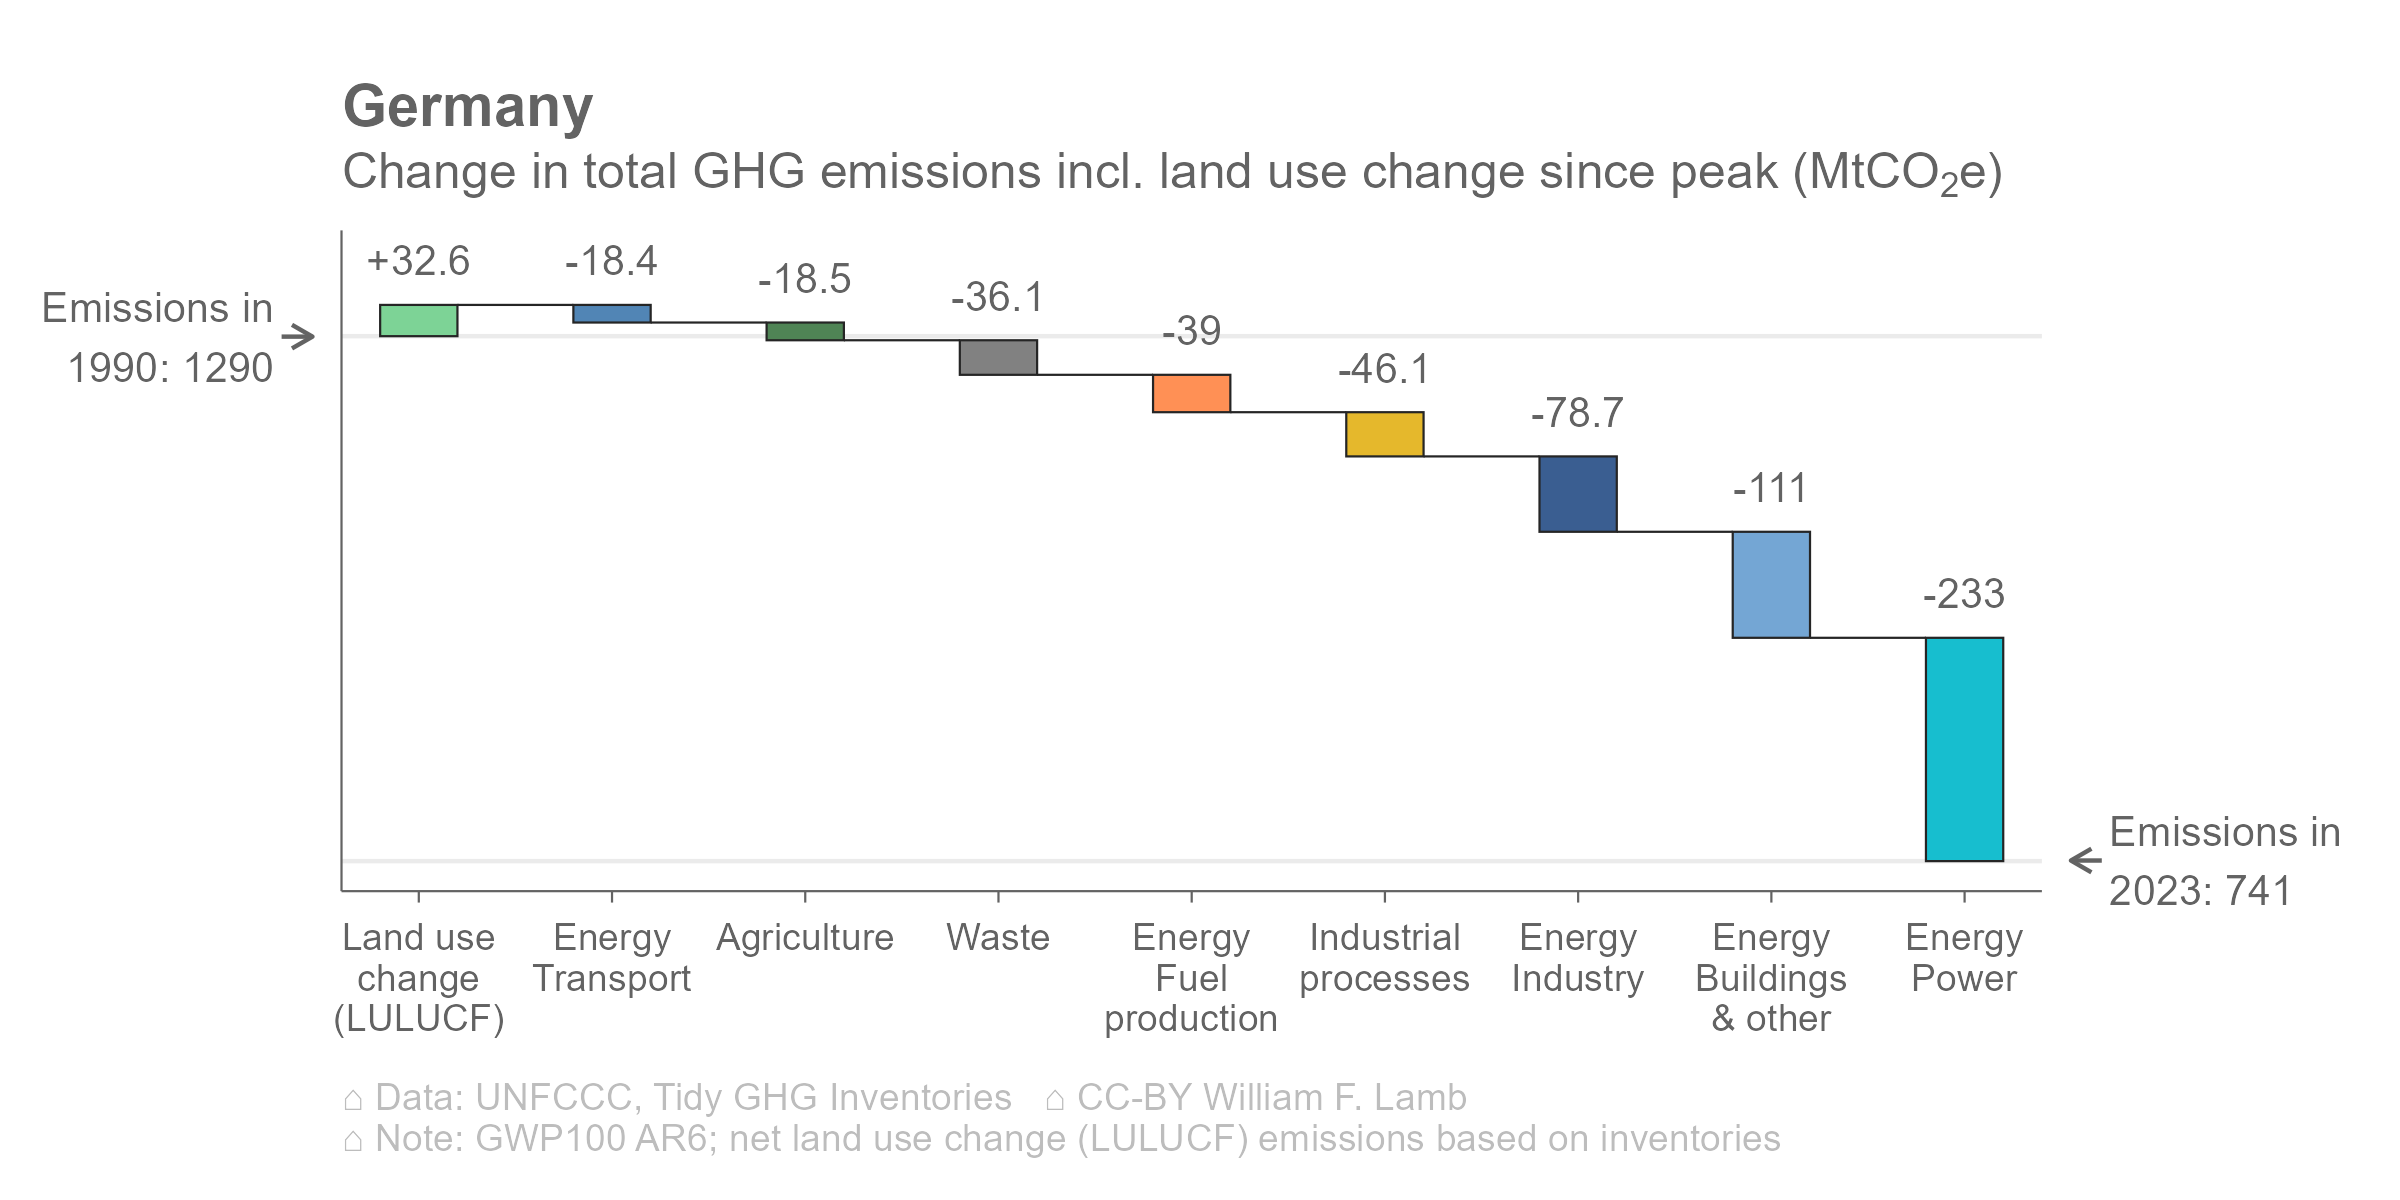 Germany
Change in total GHG emissions incl. land use change since peak (MtCO₂e)
+32.6
-18.4
-18.5
-36.1
-39
-46.1
-78.7
-111
-233
Emissions in
1990: 1290
Emissions in
2023: 741
Land use
change
(LULUCF)
Energy
Transport
Agriculture
Waste
Energy
Fuel
production
Industrial
processes
Energy
Industry
Energy
Buildings
& other
Energy
Power
⌂ Data: UNFCCC, Tidy GHG Inventories ⌂ CC-BY William F. Lamb
⌂ Note: GWP100 AR6; net land use change (LULUCF) emissions based on inventories